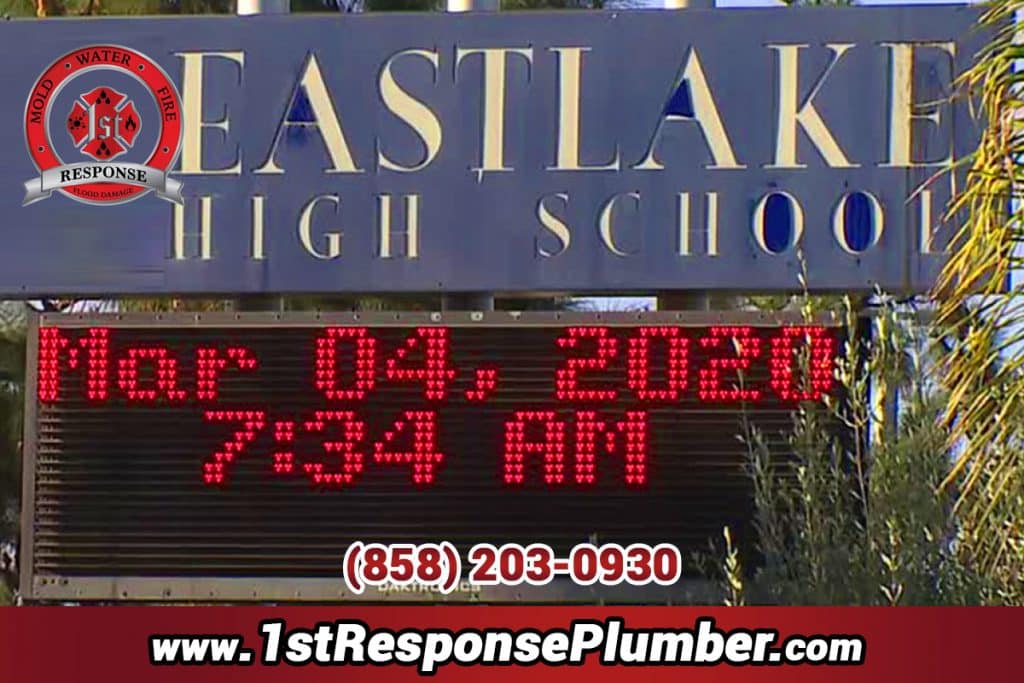 MOLD • WATER • FIRE
1st
RESPONSE
FLOOD DAMAGE
EASTLAKE
HIGH SCHOOL
Mar 04, 2020
7:34 AM
DAKTRONICS
(858) 203-0930
www.1stResponsePlumber.com